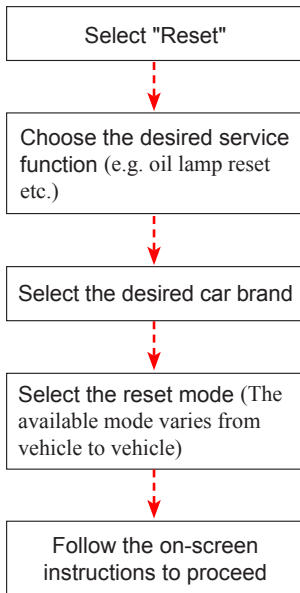 Select "Reset"
Choose the desired service
function (e.g. oil lamp reset
etc.)
Select the desired car brand
Select the reset mode (The
available mode varies from
vehicle to vehicle)
Follow the on-screen
instructions to proceed